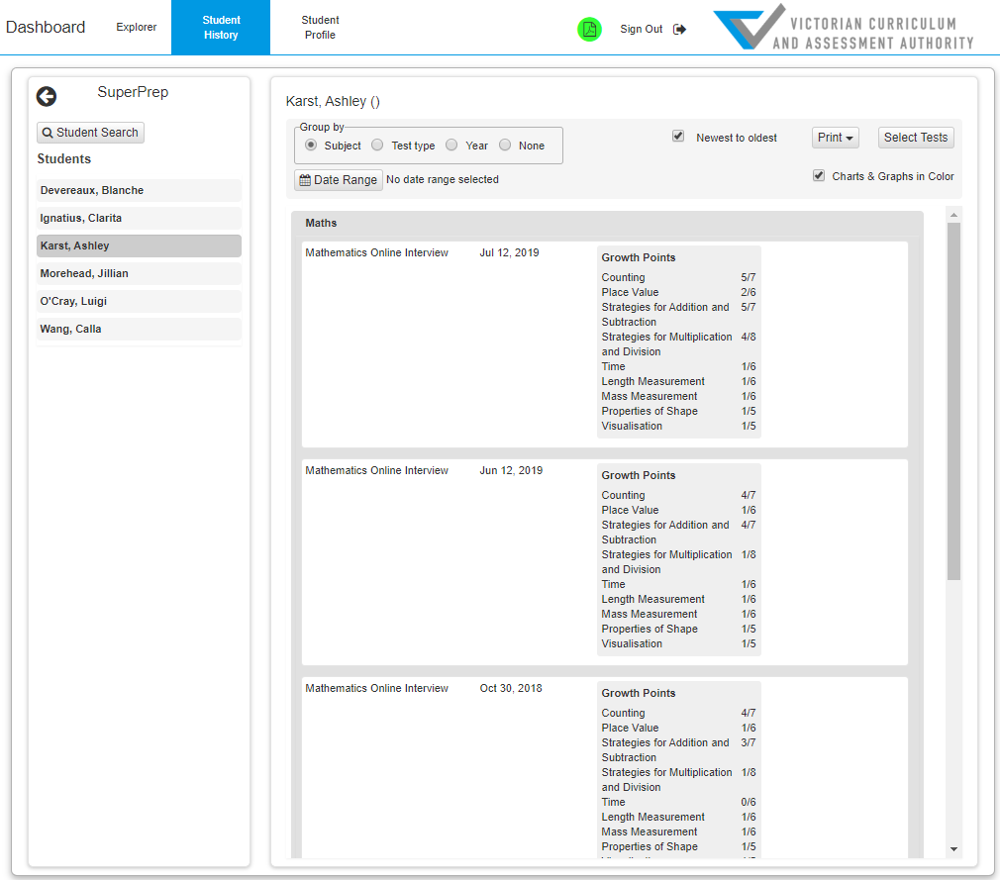 Dashboard
Explorer
Student
History
Student
Profile
Sign Out
VICTORIAN CURRICULUM
AND ASSESSMENT AUTHORITY
SuperPrep
Student Search
Students
Devereaux, Blanche
Ignatius, Clarita
Karst, Ashley
Morehead, Jillian
O'Cray, Luigi
Wang, Calla
Karst, Ashley ()
Group by
Subject Test type Year None
Newest to oldest
Print
Select Tests
Date Range No date range selected
Charts & Graphs in Color
Maths
Mathematics Online Interview Jul 12, 2019
Growth Points
Counting 5/7
Place Value 2/6
Strategies for Addition and 5/7
Subtraction
Strategies for Multiplication 4/8
and Division
Time 1/6
Length Measurement 1/6
Mass Measurement 1/6
Properties of Shape 1/5
Visualisation 1/5
Mathematics Online Interview Jun 12, 2019
Growth Points
Counting 4/7
Place Value 1/6
Strategies for Addition and 4/7
Subtraction
Strategies for Multiplication 1/8
and Division
Time 1/6
Length Measurement 1/6
Mass Measurement 1/6
Properties of Shape 1/5
Visualisation 1/5
Mathematics Online Interview Oct 30, 2018
Growth Points
Counting 4/7
Place Value 1/6
Strategies for Addition and 3/7
Subtraction
Strategies for Multiplication 1/8
and Division
Time 0/6
Length Measurement 1/6
Mass Measurement 1/6
Properties of Shape 1/5